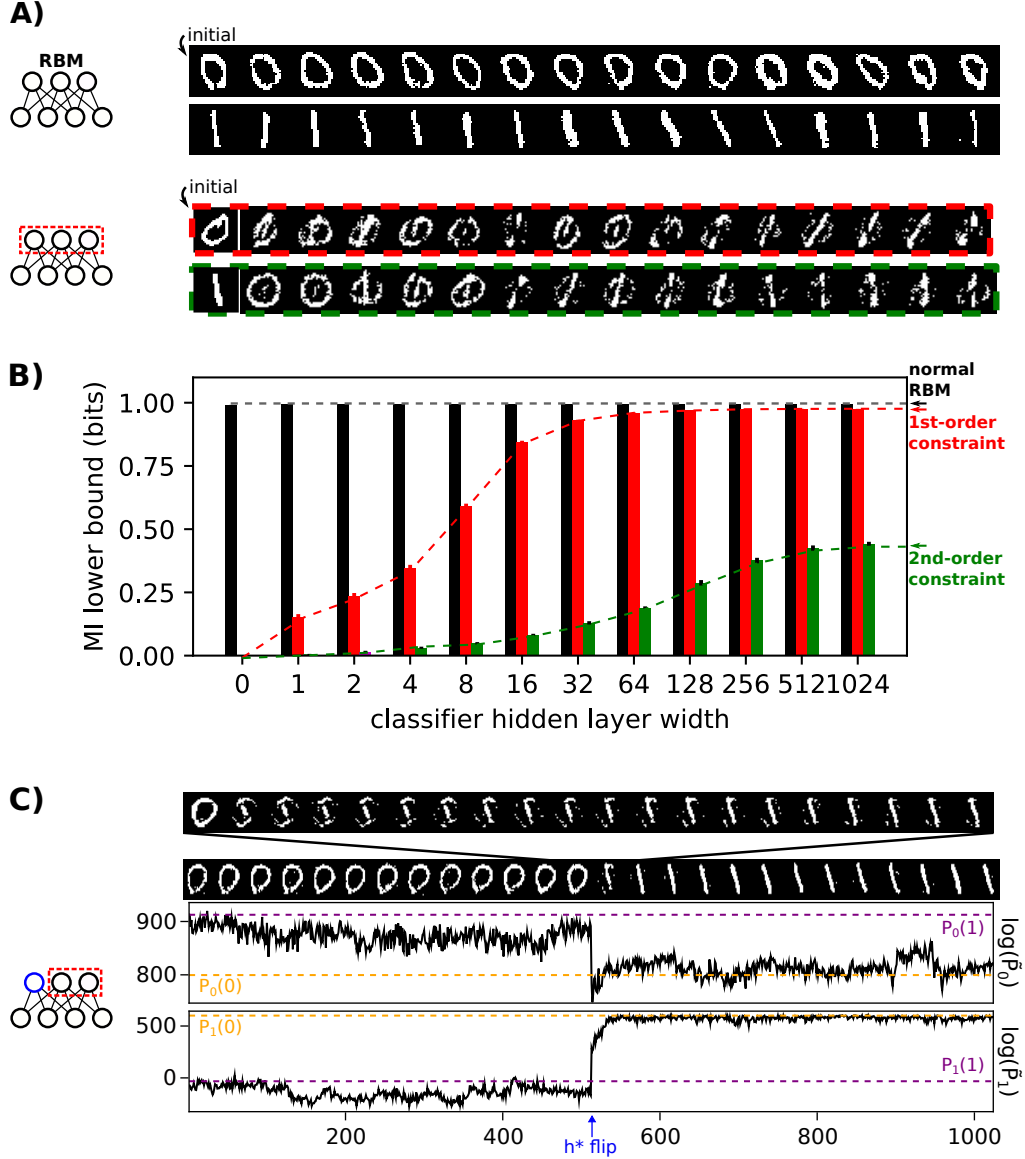 A)
initial
RBM
initial
B)
normal
RBM
1st-order
constraint
2nd-order
constraint
MI lower bound (bits)
1.00
0.75
0.50
0.25
0.00
0 1 2 4 8 16 32 64 128 256 512 1024
classifier hidden layer width
C)
900
800
P₀(1)
P₀(0)
log(P̃₀)
500
0
P₁(0)
P₁(1)
log(P̃₁)
200 400 600 800 1000
h* flip